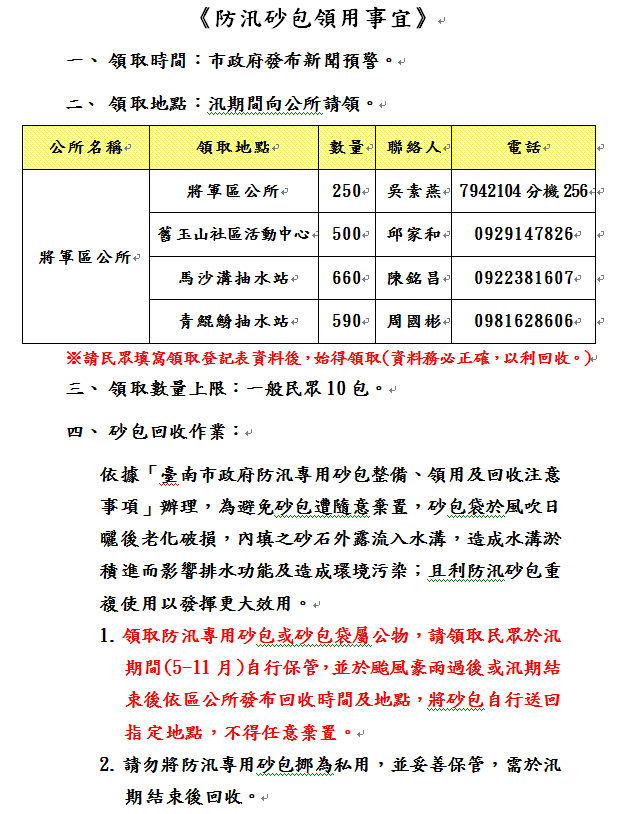 《防汛砂包領用事宜》
一、 領取時間：市政府發布新聞預警。
二、 領取地點：汛期間向公所請領。
公所名稱 領取地點 數量 聯絡人 電話
將軍區公所 將軍區公所 250 吳素燕 7942104 分機 256
舊玉山社區活動中心 500 邱家和 0929147826
馬沙溝抽水站 660 陳銘昌 0922381607
青鯤鯓抽水站 590 周國彬 0981628606
※請民眾填寫領取登記表資料後，始得領取(資料務必正確，以利回收。)
三、 領取數量上限：一般民眾 10 包。
四、 砂包回收作業：
依據「臺南市政府防汛專用砂包整備、領用及回收注意
事項」辦理，為避免砂包遭隨意棄置，砂包袋於風吹日
曬後老化破損，內填之砂石外露流入水溝，造成水溝淤
積進而影響排水功能及造成環境污染；且利防汛砂包重
複使用以發揮更大效用。
1. 領取防汛專用砂包或砂包袋屬公物，請領取民眾於汛
期間(5-11 月)自行保管，並於颱風豪雨過後或汛期結
束後依區公所發布回收時間及地點，將砂包自行送回
指定地點，不得任意棄置。
2. 請勿將防汛專用砂包挪為私用，並妥善保管，需於汛
期結束後回收。